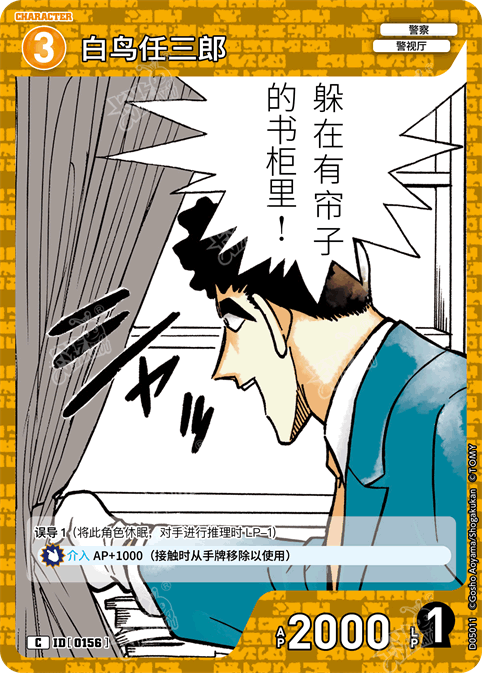 CHARACTER
3
白鸟任三郎
警察
警视厅
躲在有帘子
的书柜里！
误导 1（将此角色休眠，对手进行推理时 LP-1）
介入 AP+1000（接触时从手牌移除以使用）
C ID[0156]
AP 2000 LP 1
D05011 ©Gosho Aoyama/Shogakukan ©TOMY